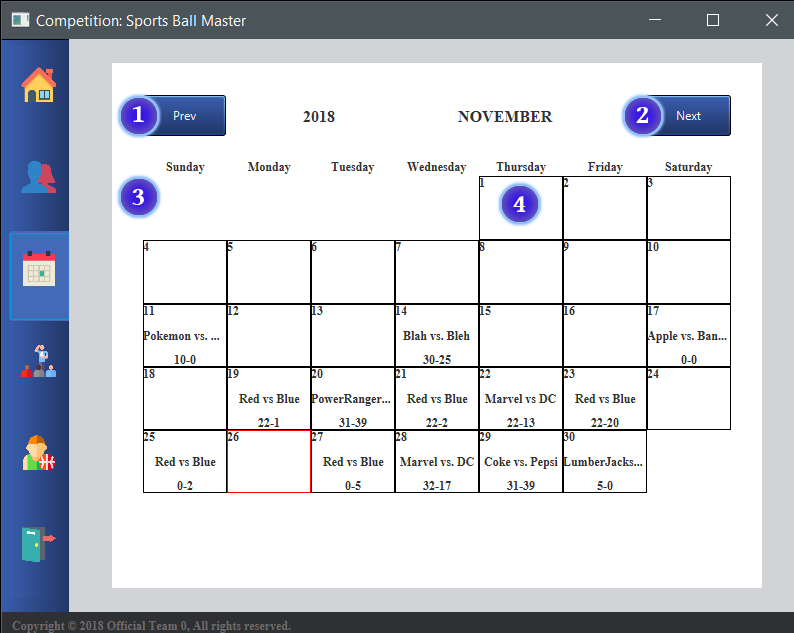 Competition: Sports Ball Master
1 Prev 2018 NOVEMBER 2 Next
Sunday Monday Tuesday Wednesday Thursday Friday Saturday
3 1 4 2 3
4 5 6 7 8 9 10
11 12 13 14 15 16 17
Pokemon vs. ... Blah vs. Bleh Apple vs. Ban...
10-0 30-25 0-0
18 19 20 21 22 23 24
Red vs Blue PowerRanger... Red vs Blue Marvel vs DC Red vs Blue
22-1 31-39 22-2 22-13 22-20
25 26 27 28 29 30
Red vs Blue Red vs Blue Marvel vs. DC Coke vs. Pepsi LumberJacks...
0-2 0-5 32-17 31-39 5-0
Copyright © 2018 Official Team 0, All rights reserved.